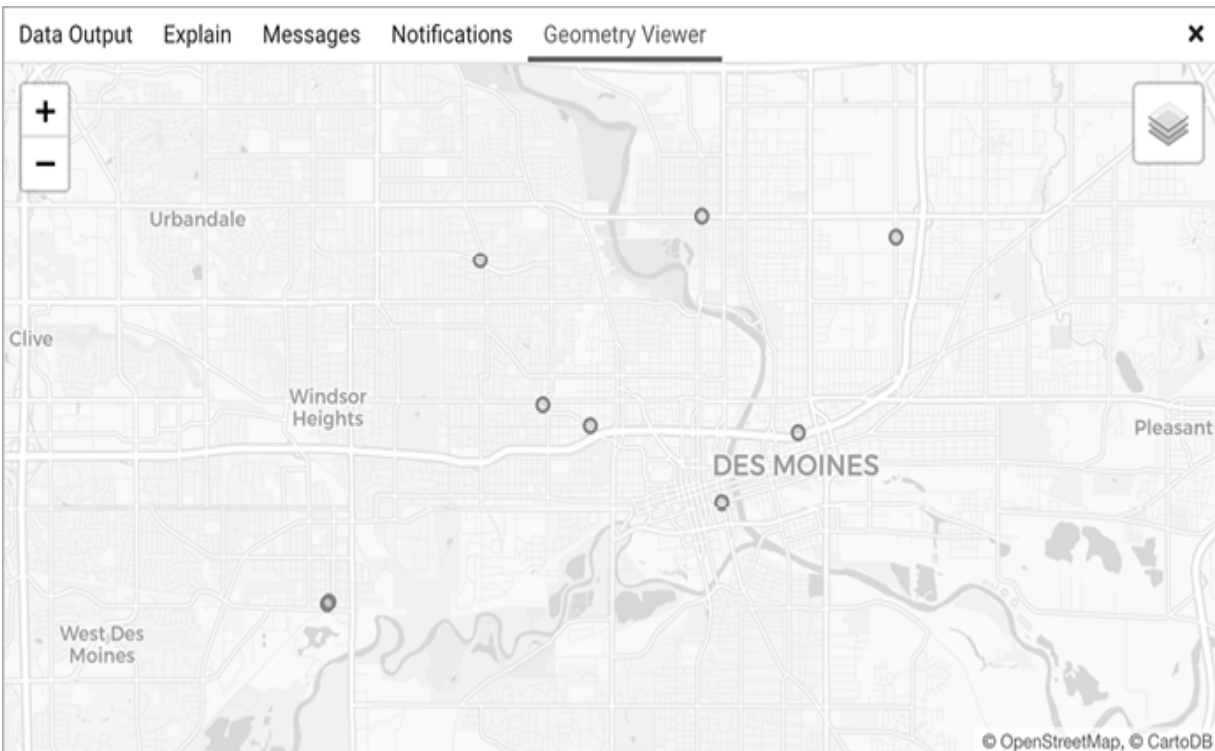 Data Output Explain Messages Notifications Geometry Viewer ×
+
−
Urbandale
Clive
Windsor
Heights
Pleasant
DES MOINES
West Des
Moines
© OpenStreetMap, © CartoDB